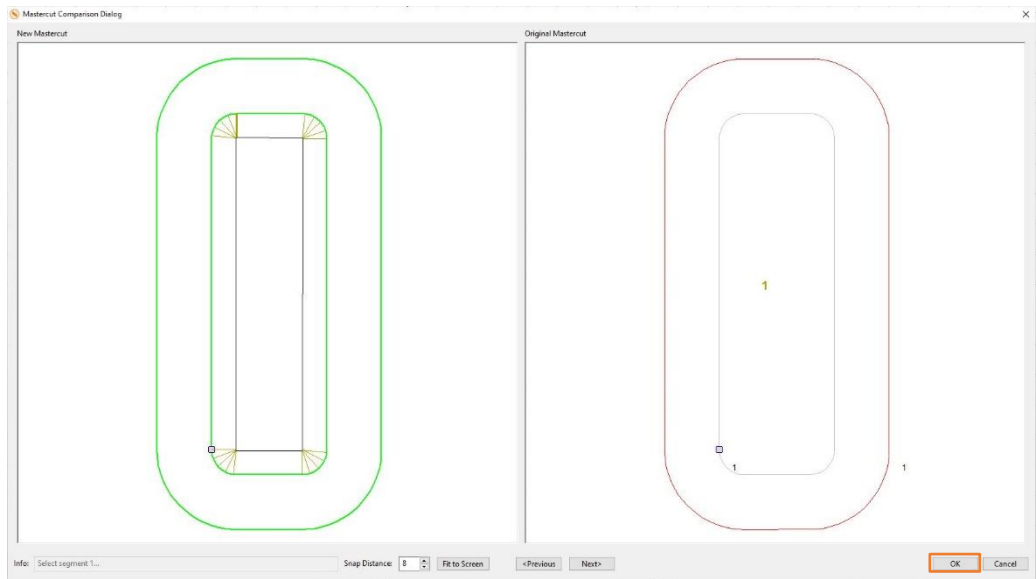 Mastercut Comparison Dialog
New Mastercut
Original Mastercut
1
1
1
Info: Select segment 1... Snap Distance: 8 Fit to Screen <Previous Next> OK Cancel